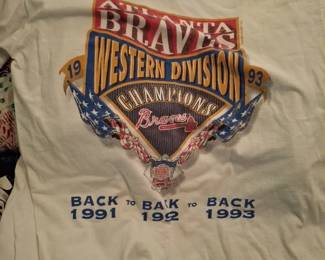 ATLANTA
BRAVES
WESTERN DIVISION
19 93
CHAMPIONS
Braves
BACK TO BACK TO BACK
1991 1992 1993